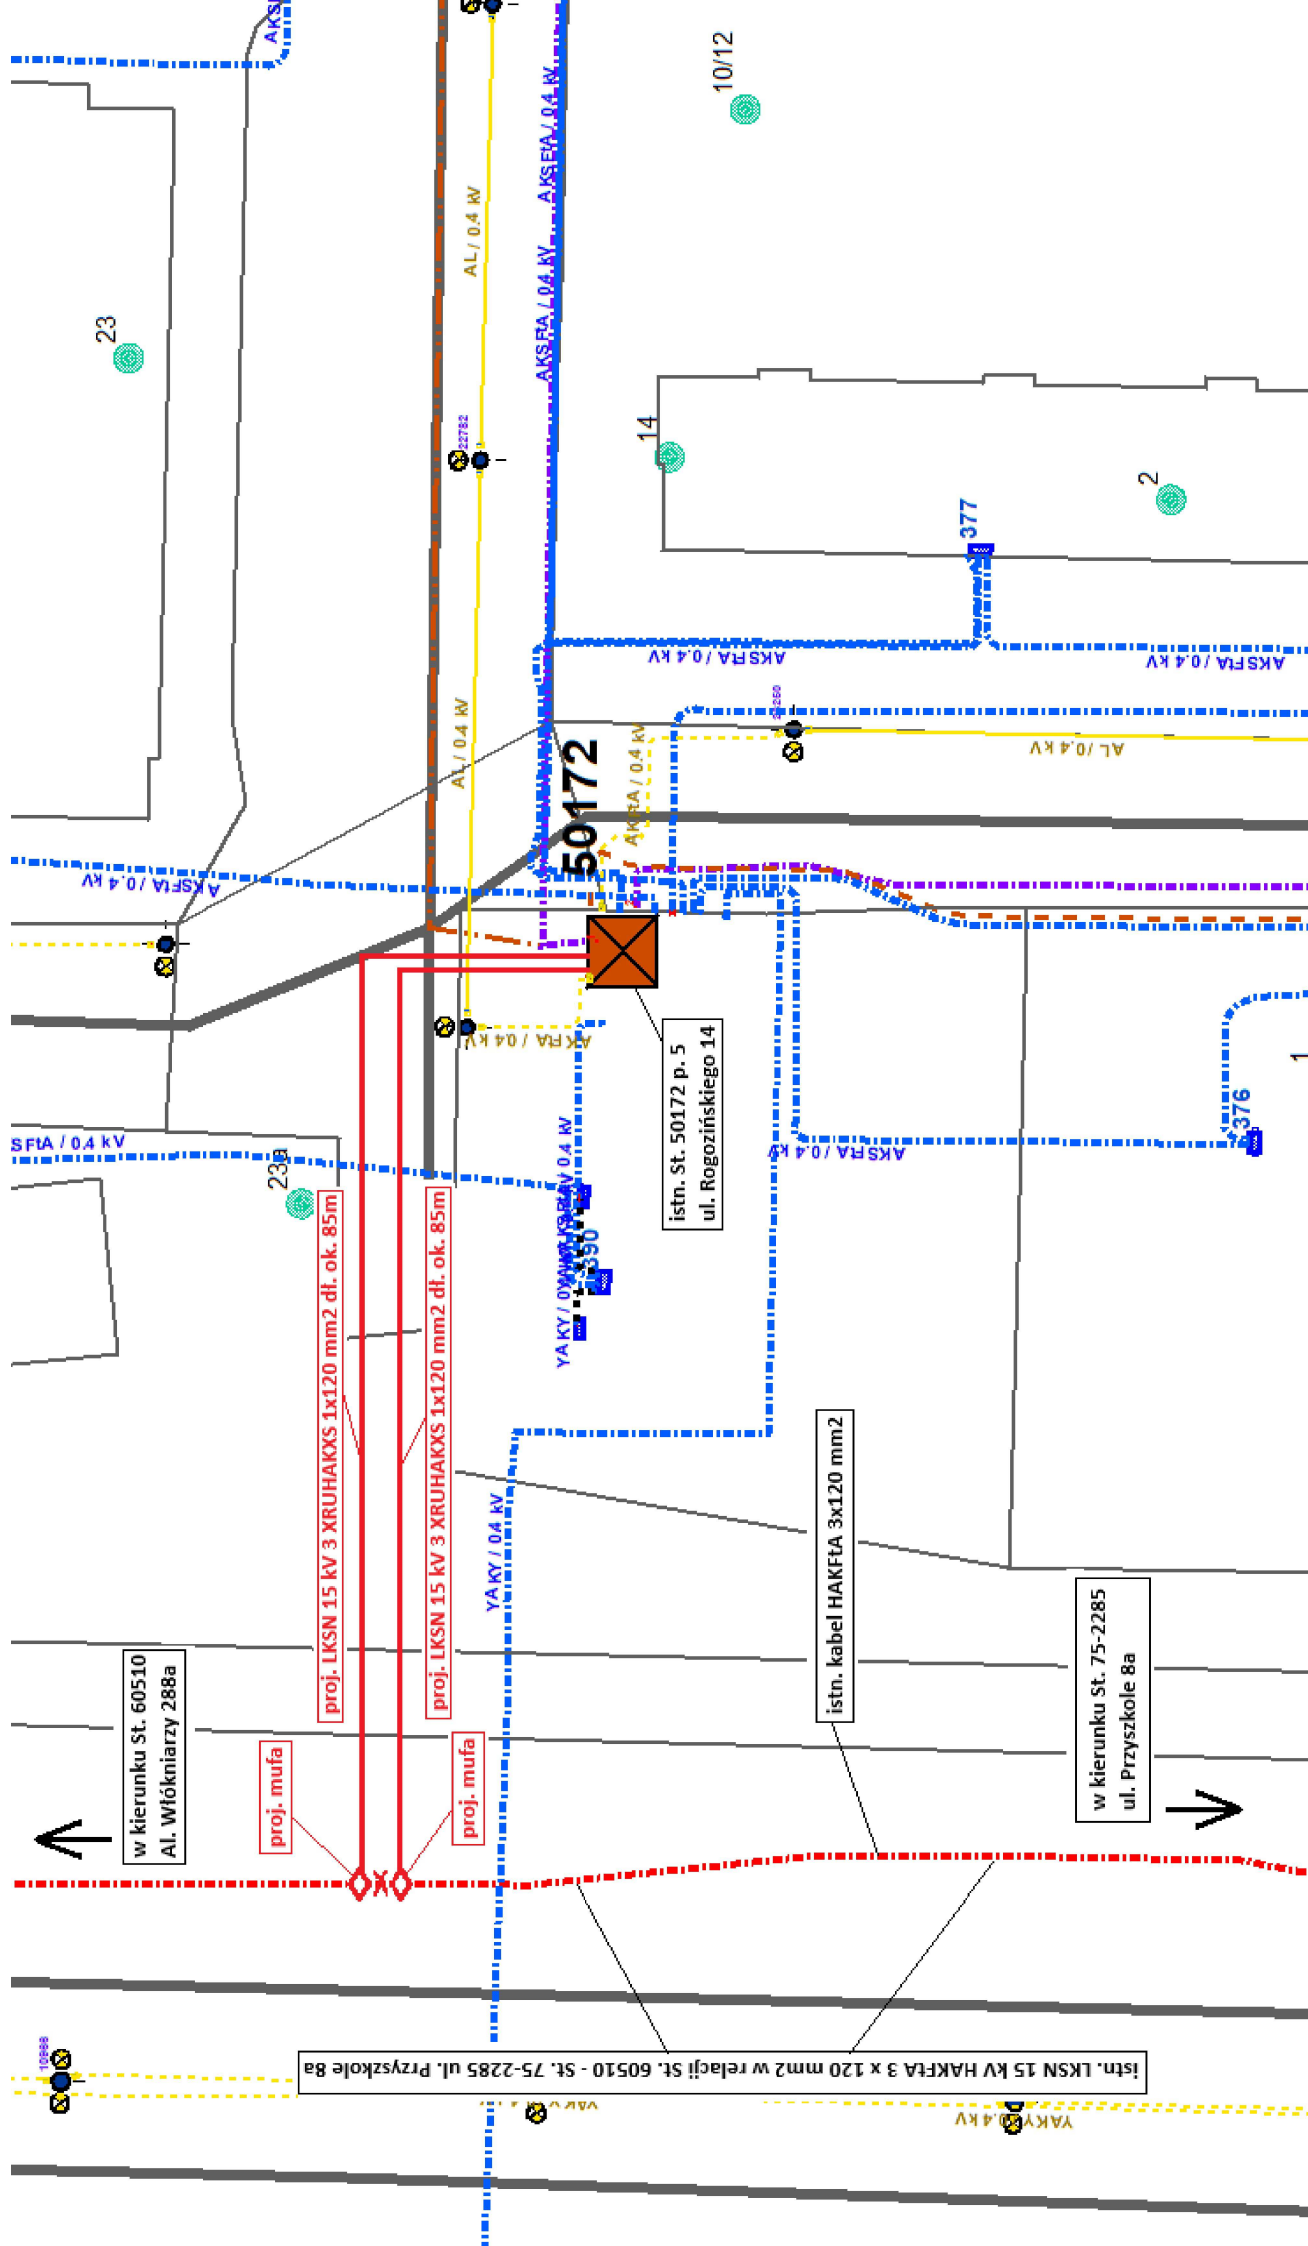 AKS
10/12
AKSFtA / 0.4 kV
AL / 0.4 kV
AKSFtA / 0.4 kV
23
22782
14
2
377
AKSFtA / 0.4 kV
AKSFtA / 0.4 kV
AL / 0.4 kV
AL / 0.4 kV
50172
AKFtA / 0.4 kV
AKSFtA / 0.4 kV
AKFtA / 0.4 kV
istn. St. 50172 p. 5
ul. Rogozińskiego 14
1
376
SFtA / 0.4 kV
AKSFtA / 0.4 kV
23a
390
proj. LKSN 15 kV 3 XRUHAKXS 1x120 mm2 dł. ok. 85m
proj. LKSN 15 kV 3 XRUHAKXS 1x120 mm2 dł. ok. 85m
YAKY / 0.4 kV
istn. kabel HAKFtA 3x120 mm2
w kierunku St. 60510
Al. Włókniarzy 288a
w kierunku St. 75-2285
ul. Przyszkole 8a
proj. mufa
proj. mufa
istn. LKSN 15 kV HAKFtA 3 x 120 mm2 w relacji St. 60510 - St. 75-2285 ul. Przyszkole 8a
YAKY / 0.4 kV